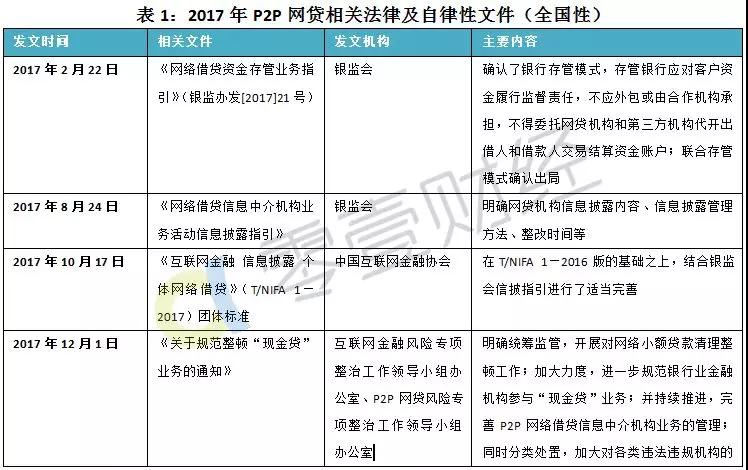 表 1：2017 年 P2P 网贷相关法律及自律性文件（全国性）
发文时间 相关文件 发文机构 主要内容
2017 年 2 月 22 日
《网络借贷资金存管业务指
引》（银监办发[2017]21 号）
银监会
确认了银行存管模式，存管银行应对客户资
金履行监督责任，不应外包或由合作机构承
担，不得委托网贷机构和第三方机构代开出
借人和借款人交易结算资金账户；联合存管
模式确认出局
2017 年 8 月 24 日
《网络借贷信息中介机构业
务活动信息披露指引》
银监会
明确网贷机构信息披露内容、信息披露管理
方法、整改时间等
2017 年 10 月 17 日
《互联网金融 信息披露 个
体网络借贷》（T/NIFA 1—
2017）团体标准
中国互联网金融协会
在 T/NIFA 1—2016 版的基础之上，结合银监
会信披指引进行了适当完善
2017 年 12 月 1 日
《关于规范整顿“现金贷”
业务的通知》
互联网金融风险专项
整治工作领导小组办
公室、P2P 网贷风险专
项整治工作领导小组
办公室
明确统筹监管，开展对网络小额贷款清理整
顿工作；加大力度，进一步规范银行业金融
机构参与“现金贷”业务；并持续推进，完
善 P2P 网络借贷信息中介机构业务的管理；
同时分类处置，加大对各类违法违规机构的
零壹财经